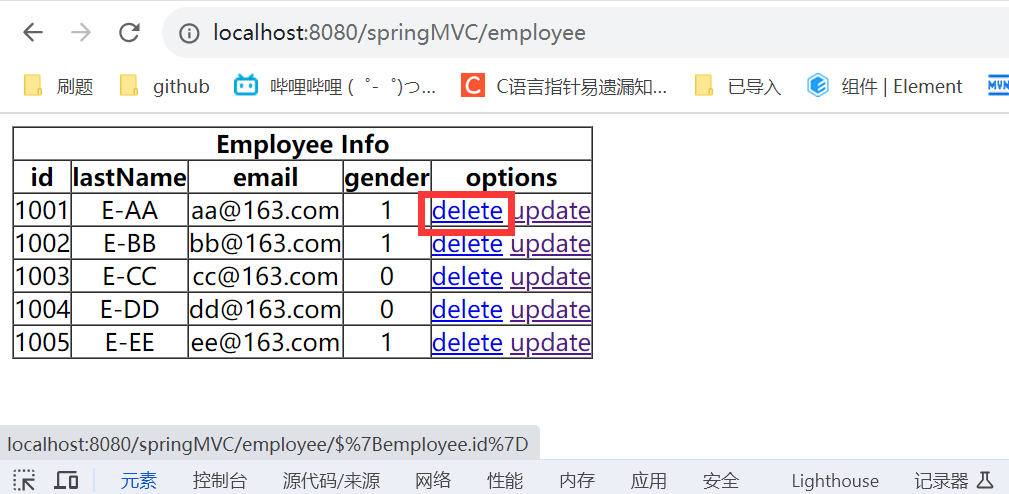 localhost:8080/springMVC/employee
刷题 github 哔哩哔哩 (゜-゜)つ... C C语言指针易遗漏知... 已导入 组件 | Element MVN
Employee Info
id lastName email gender options
1001 E-AA aa@163.com 1 delete update
1002 E-BB bb@163.com 1 delete update
1003 E-CC cc@163.com 0 delete update
1004 E-DD dd@163.com 0 delete update
1005 E-EE ee@163.com 1 delete update
localhost:8080/springMVC/employee/$%7Bemployee.id%7D
元素 控制台 源代码/来源 网络 性能 内存 应用 安全 Lighthouse 记录器